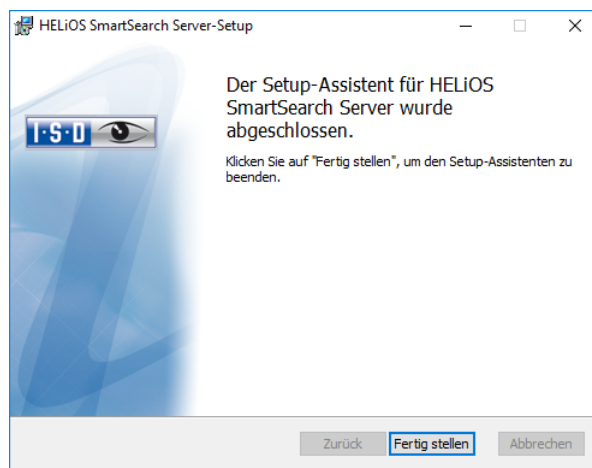 HELiOS SmartSearch Server-Setup
Der Setup-Assistent für HELiOS
SmartSearch Server wurde
abgeschlossen.
I·S·D
Klicken Sie auf "Fertig stellen", um den Setup-Assistenten zu
beenden.
Zurück Fertig stellen Abbrechen